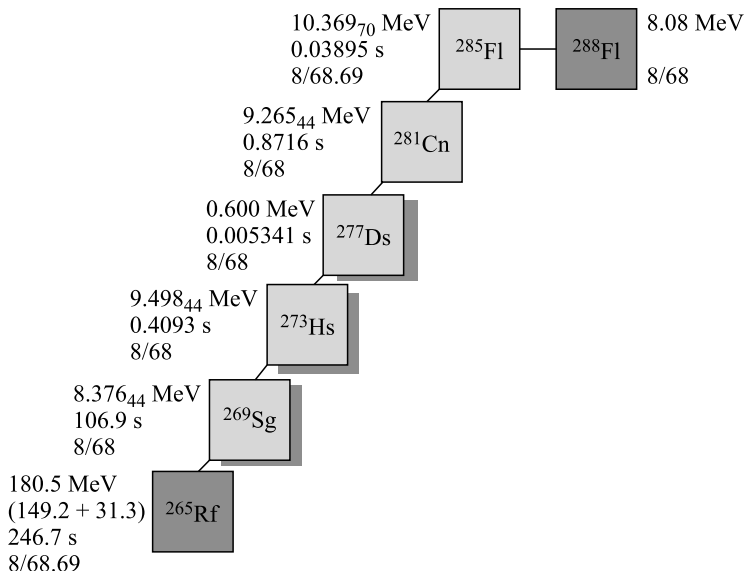 10.369₇₀ MeV
0.03895 s
8/68.69
²⁸⁵Fl
²⁸⁸Fl
8.08 MeV
8/68
9.265₄₄ MeV
0.8716 s
8/68
²⁸¹Cn
0.600 MeV
0.005341 s
8/68
²⁷⁷Ds
9.498₄₄ MeV
0.4093 s
8/68
²⁷³Hs
8.376₄₄ MeV
106.9 s
8/68
²⁶⁹Sg
180.5 MeV
(149.2 + 31.3)
246.7 s
8/68.69
²⁶⁵Rf